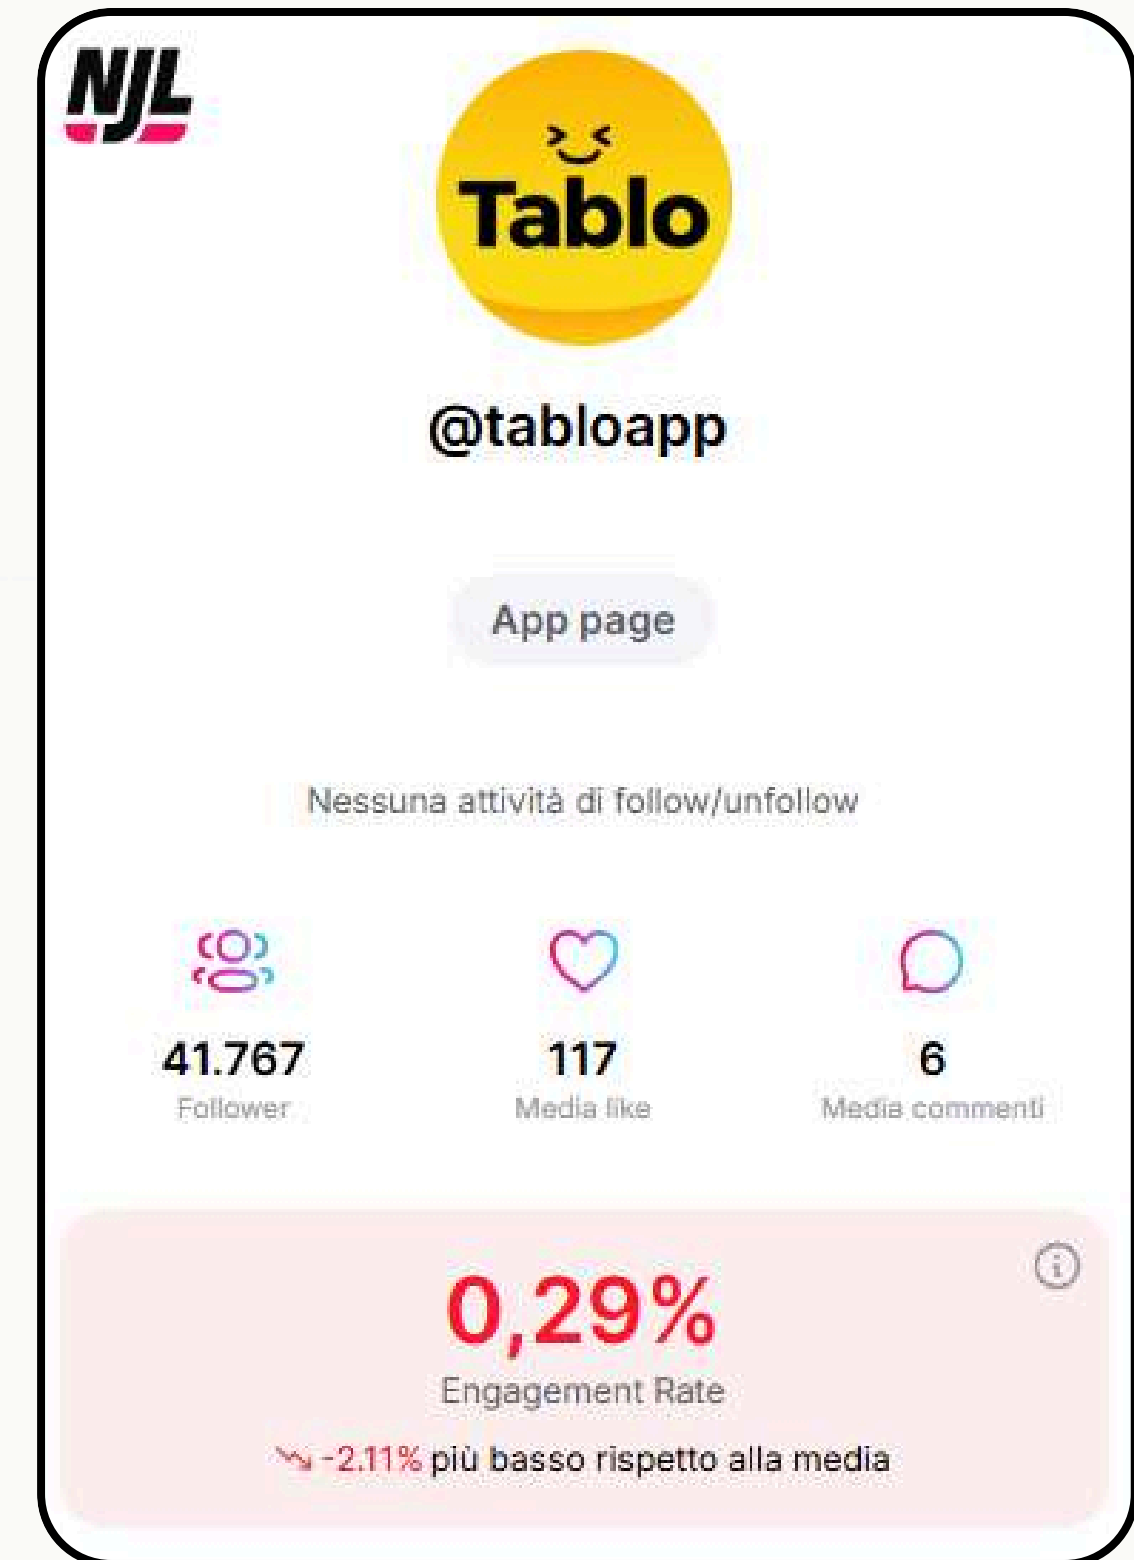 NJL
Tablo
@tabloapp
App page
Nessuna attività di follow/unfollow
41.767
Follower
117
Media like
6
Media commenti
0,29%
Engagement Rate
-2.11% più basso rispetto alla media